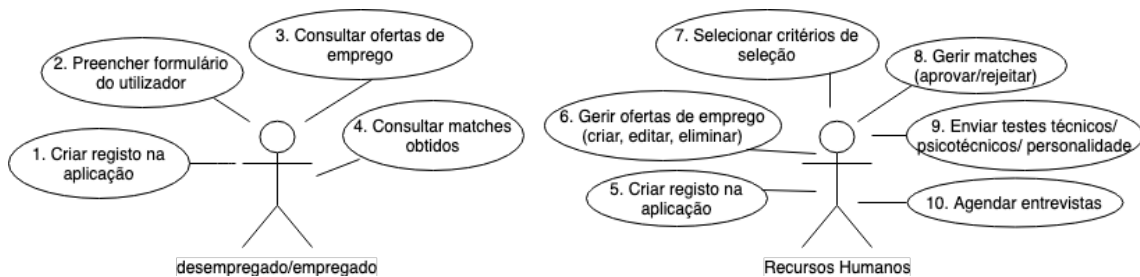 3. Consultar ofertas de
emprego
2. Preencher formulário
do utilizador
4. Consultar matches
obtidos
1. Criar registo na
aplicação
desempregado/empregado
7. Selecionar critérios de
seleção
8. Gerir matches
(aprovar/rejeitar)
6. Gerir ofertas de emprego
(criar, editar, eliminar)
9. Enviar testes técnicos/
psicotécnicos/ personalidade
5. Criar registo na
aplicação
10. Agendar entrevistas
Recursos Humanos